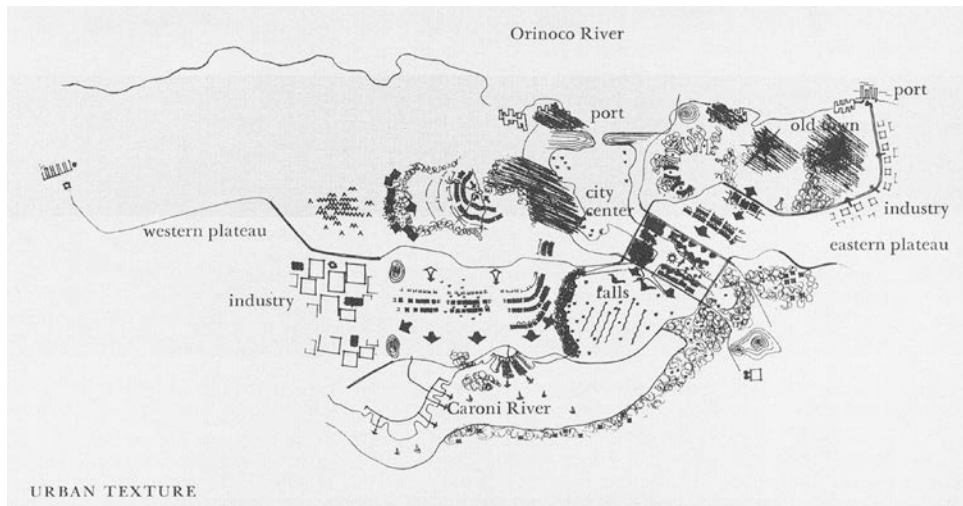 Orinoco River
port
port
old town
city
center
industry
western plateau
eastern plateau
industry
falls
Caroni River
URBAN TEXTURE